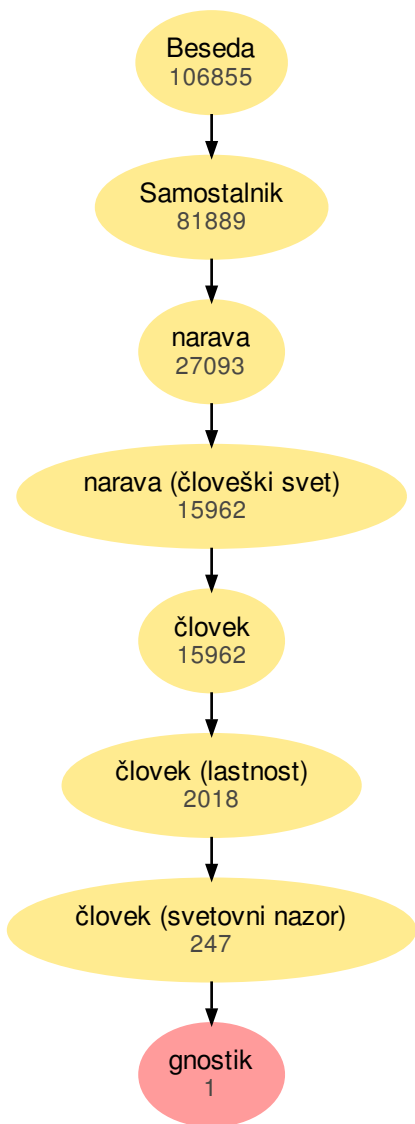 Beseda
106855
Samostalnik
81889
narava
27093
narava (človeški svet)
15962
človek
15962
človek (lastnost)
2018
človek (svetovni nazor)
247
gnostik
1